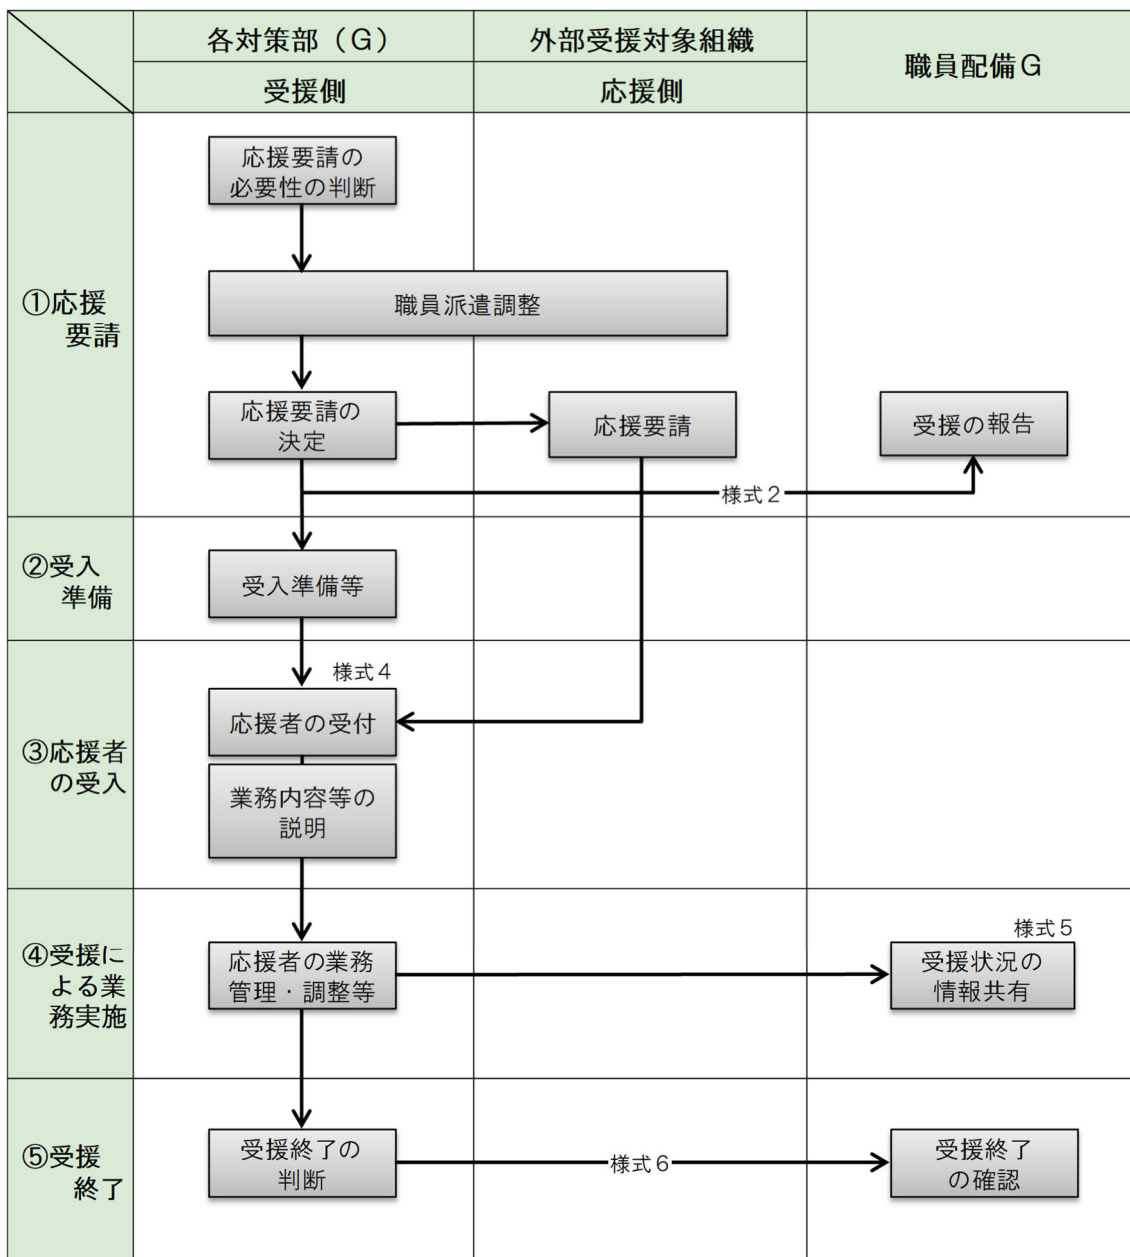 各対策部（Ｇ）
外部受援対象組織
職員配備Ｇ
受援側
応援側
①応援
要請
応援要請の
必要性の判断
職員派遣調整
応援要請の
決定
応援要請
受援の報告
様式２
②受入
準備
受入準備等
③応援者
の受入
様式４
応援者の受付
業務内容等の
説明
④受援に
よる業
務実施
応援者の業務
管理・調整等
様式５
受援状況の
情報共有
⑤受援
終了
受援終了の
判断
様式６
受援終了
の確認